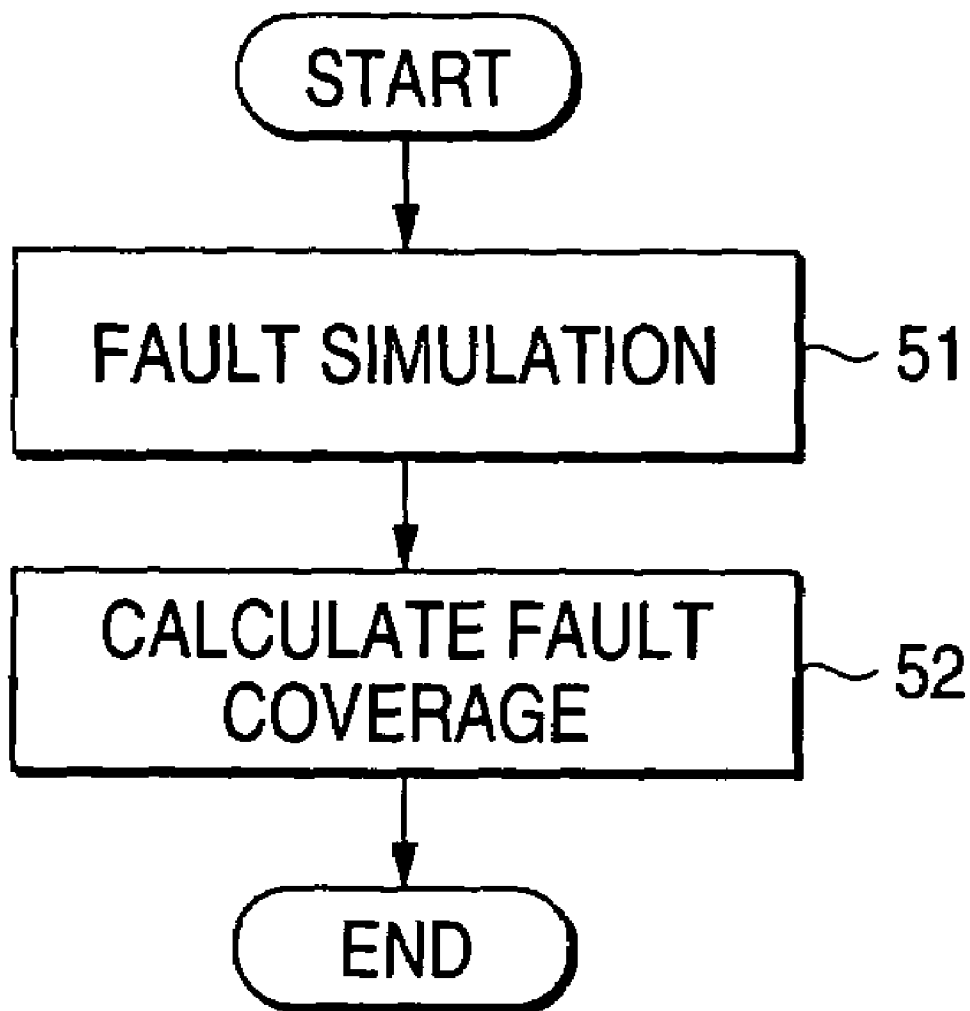 START
FAULT SIMULATION
51
CALCULATE FAULT
COVERAGE
52
END